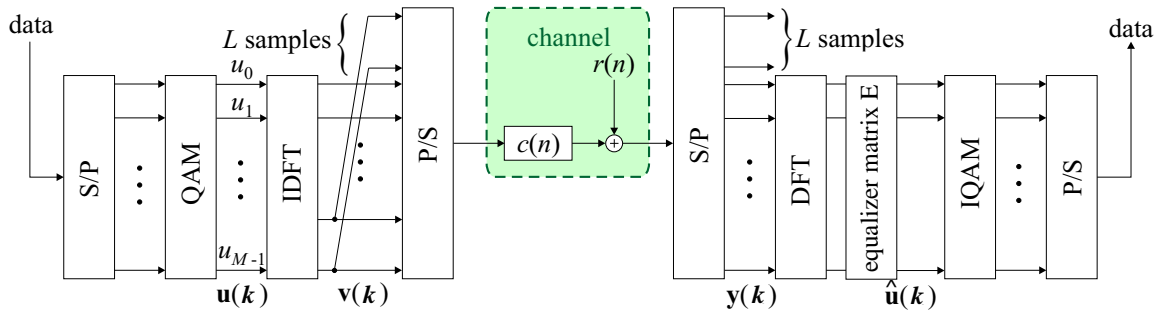 data
S/P
QAM
u0
u1
uM-1
u(k)
IDFT
v(k)
L samples
P/S
channel
c(n)
r(n)
+
S/P
L samples
y(k)
DFT
equalizer matrix E
û(k)
IQAM
P/S
data